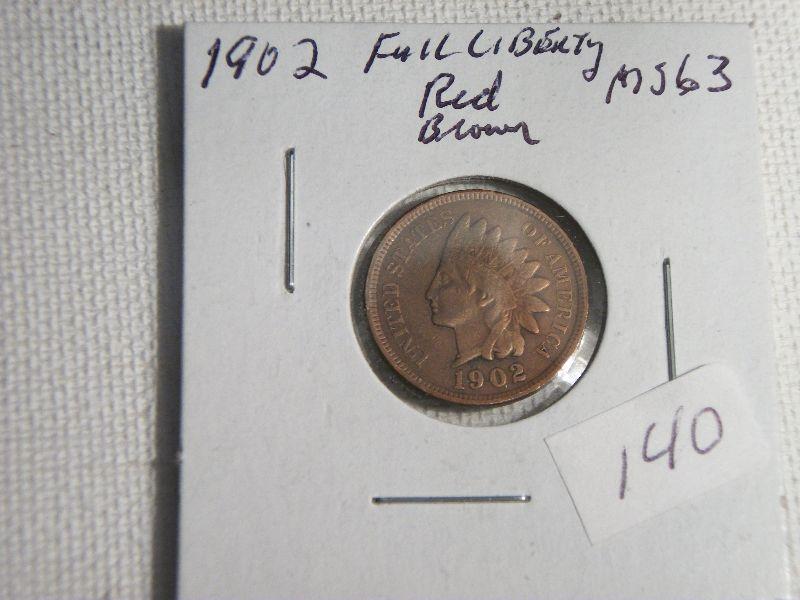 1902 Full LIBERTY MS63
Red
Brown
UNITED STATES OF AMERICA
1902
140